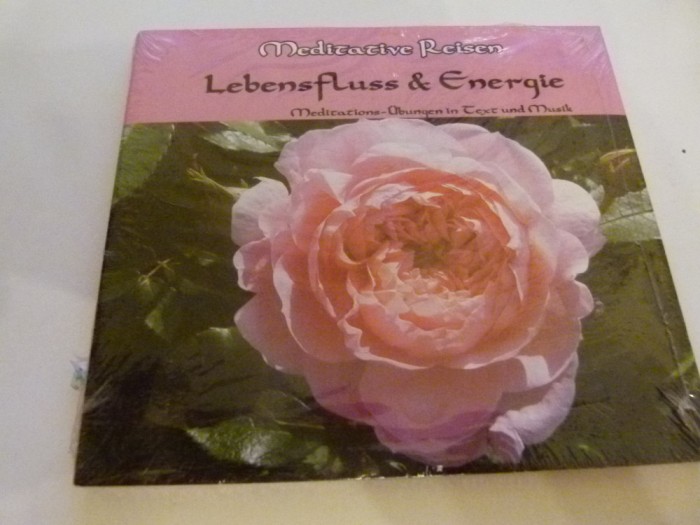 Meditative Reisen
Lebensfluss & Energie
Meditations-Übungen in Text und Musik